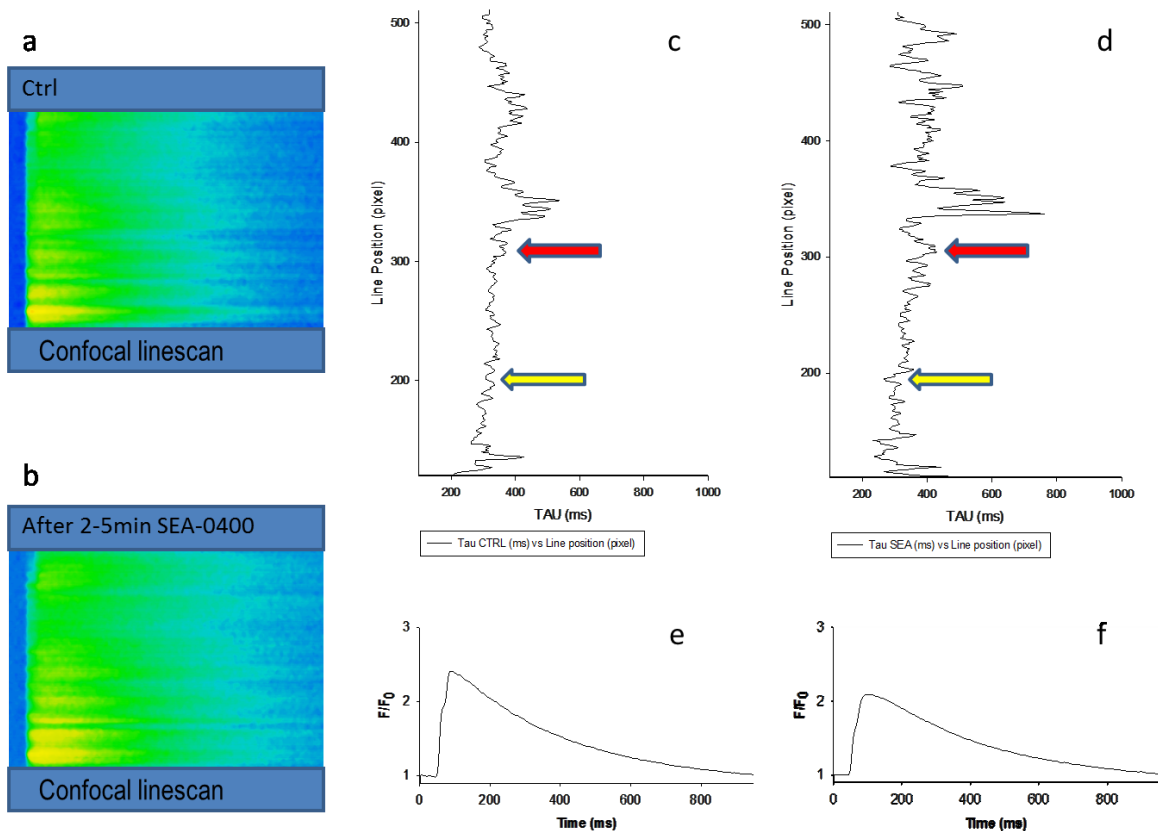 a
Ctrl
Confocal linescan
b
After 2-5min SEA-0400
Confocal linescan
c
500
400
300
200
Line Position (pixel)
200 400 600 800 1000
TAU (ms)
Tau CTRL (ms) vs Line position (pixel)
d
500
400
300
200
Line Position (pixel)
200 400 600 800 1000
TAU (ms)
Tau SEA (ms) vs Line position (pixel)
e
3
2
1
F/F0
0 200 400 600 800
Time (ms)
f
3
2
1
F/F0
0 200 400 600 800
Time (ms)